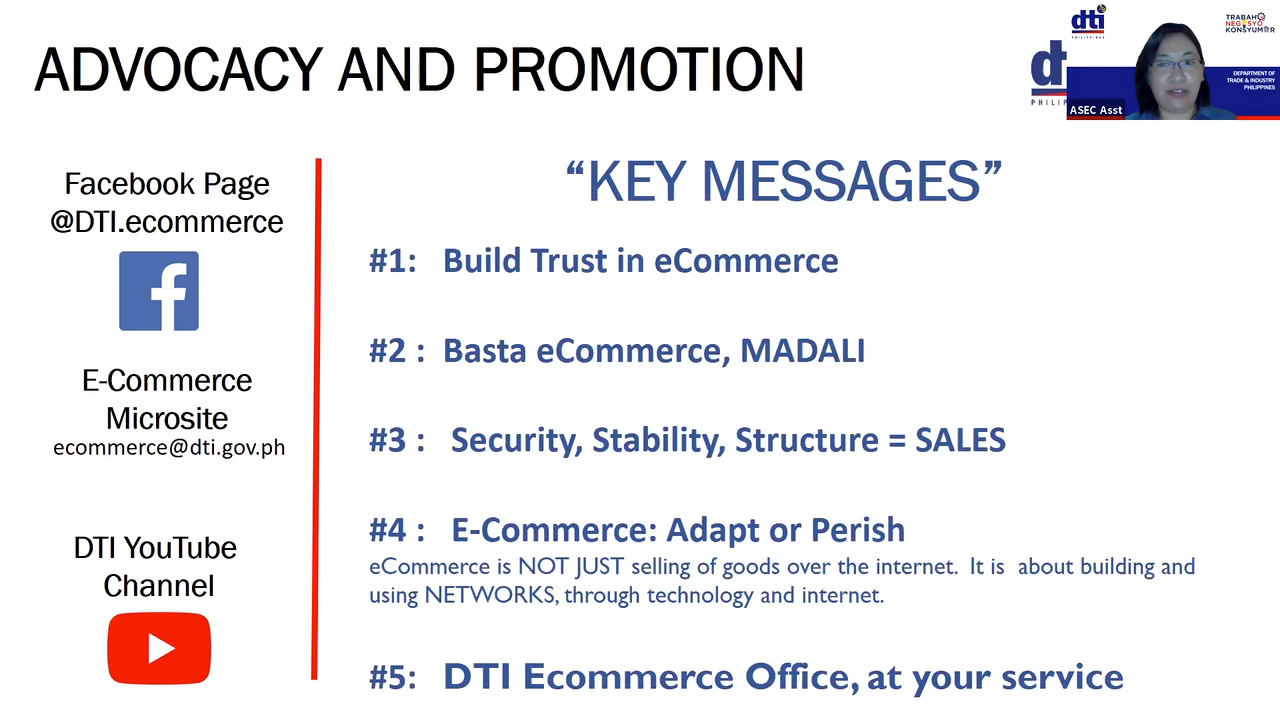 ADVOCACY AND PROMOTION
dti
PHILIPPINES
TRABAHO
NEGOSYO
KONSYUMER
DEPARTMENT OF
TRADE & INDUSTRY
PHILIPPINES
ASEC Asst
Facebook Page
@DTI.ecommerce
E-Commerce
Microsite
ecommerce@dti.gov.ph
DTI YouTube
Channel
“KEY MESSAGES”
#1: Build Trust in eCommerce
#2 : Basta eCommerce, MADALI
#3 : Security, Stability, Structure = SALES
#4 : E-Commerce: Adapt or Perish
eCommerce is NOT JUST selling of goods over the internet. It is about building and
using NETWORKS, through technology and internet.
#5: DTI Ecommerce Office, at your service